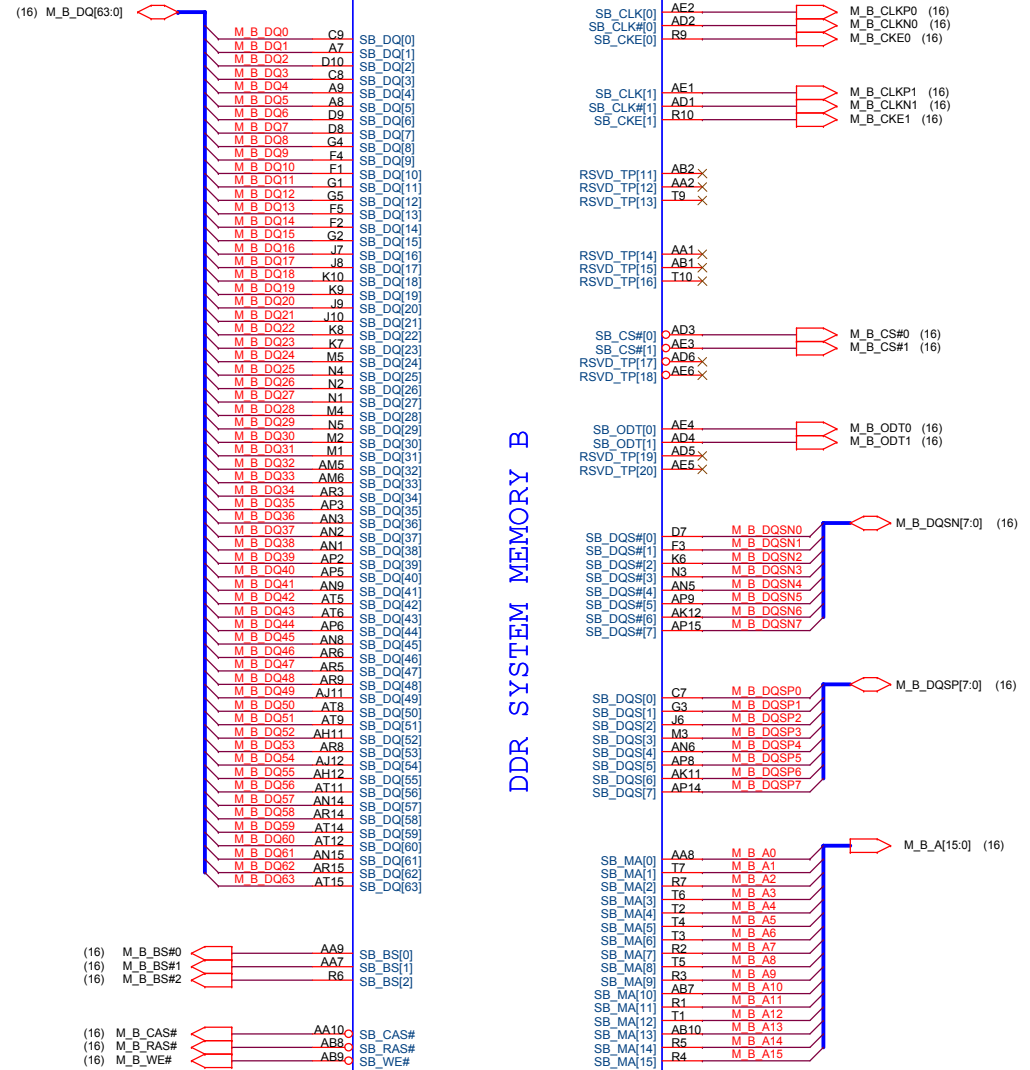 (16) M_B_DQ[63:0]
M_B_DQ0 C9 SB_DQ[0]
M_B_DQ1 A7 SB_DQ[1]
M_B_DQ2 D10 SB_DQ[2]
M_B_DQ3 C8 SB_DQ[3]
M_B_DQ4 A9 SB_DQ[4]
M_B_DQ5 A8 SB_DQ[5]
M_B_DQ6 D9 SB_DQ[6]
M_B_DQ7 D8 SB_DQ[7]
M_B_DQ8 G4 SB_DQ[8]
M_B_DQ9 F4 SB_DQ[9]
M_B_DQ10 F1 SB_DQ[10]
M_B_DQ11 G1 SB_DQ[11]
M_B_DQ12 G5 SB_DQ[12]
M_B_DQ13 F5 SB_DQ[13]
M_B_DQ14 F2 SB_DQ[14]
M_B_DQ15 G2 SB_DQ[15]
M_B_DQ16 J7 SB_DQ[16]
M_B_DQ17 J8 SB_DQ[17]
M_B_DQ18 K10 SB_DQ[18]
M_B_DQ19 K9 SB_DQ[19]
M_B_DQ20 J9 SB_DQ[20]
M_B_DQ21 J10 SB_DQ[21]
M_B_DQ22 K8 SB_DQ[22]
M_B_DQ23 K7 SB_DQ[23]
M_B_DQ24 M5 SB_DQ[24]
M_B_DQ25 N4 SB_DQ[25]
M_B_DQ26 N2 SB_DQ[26]
M_B_DQ27 N1 SB_DQ[27]
M_B_DQ28 M4 SB_DQ[28]
M_B_DQ29 N5 SB_DQ[29]
M_B_DQ30 M2 SB_DQ[30]
M_B_DQ31 M1 SB_DQ[31]
M_B_DQ32 AM5 SB_DQ[32]
M_B_DQ33 AM6 SB_DQ[33]
M_B_DQ34 AR3 SB_DQ[34]
M_B_DQ35 AP3 SB_DQ[35]
M_B_DQ36 AN3 SB_DQ[36]
M_B_DQ37 AN2 SB_DQ[37]
M_B_DQ38 AN1 SB_DQ[38]
M_B_DQ39 AP2 SB_DQ[39]
M_B_DQ40 AP5 SB_DQ[40]
M_B_DQ41 AN9 SB_DQ[41]
M_B_DQ42 AT5 SB_DQ[42]
M_B_DQ43 AT6 SB_DQ[43]
M_B_DQ44 AP6 SB_DQ[44]
M_B_DQ45 AN8 SB_DQ[45]
M_B_DQ46 AR6 SB_DQ[46]
M_B_DQ47 AR5 SB_DQ[47]
M_B_DQ48 AR9 SB_DQ[48]
M_B_DQ49 AJ11 SB_DQ[49]
M_B_DQ50 AT8 SB_DQ[50]
M_B_DQ51 AT9 SB_DQ[51]
M_B_DQ52 AH11 SB_DQ[52]
M_B_DQ53 AR8 SB_DQ[53]
M_B_DQ54 AJ12 SB_DQ[54]
M_B_DQ55 AH12 SB_DQ[55]
M_B_DQ56 AT11 SB_DQ[56]
M_B_DQ57 AN14 SB_DQ[57]
M_B_DQ58 AR14 SB_DQ[58]
M_B_DQ59 AT14 SB_DQ[59]
M_B_DQ60 AT12 SB_DQ[60]
M_B_DQ61 AN15 SB_DQ[61]
M_B_DQ62 AR15 SB_DQ[62]
M_B_DQ63 AT15 SB_DQ[63]
(16) M_B_BS#0 AA9 SB_BS[0]
(16) M_B_BS#1 AA7 SB_BS[1]
(16) M_B_BS#2 R6 SB_BS[2]
(16) M_B_CAS# AA10 SB_CAS#
(16) M_B_RAS# AB8 SB_RAS#
(16) M_B_WE# AB9 SB_WE#
DDR SYSTEM MEMORY B
SB_CLK[0] AE2 M_B_CLKP0 (16)
SB_CLK#[0] AD2 M_B_CLKN0 (16)
SB_CKE[0] R9 M_B_CKE0 (16)
SB_CLK[1] AE1 M_B_CLKP1 (16)
SB_CLK#[1] AD1 M_B_CLKN1 (16)
SB_CKE[1] R10 M_B_CKE1 (16)
RSVD_TP[11] AB2
RSVD_TP[12] AA2
RSVD_TP[13] T9
RSVD_TP[14] AA1
RSVD_TP[15] AB1
RSVD_TP[16] T10
SB_CS#[0] AD3 M_B_CS#0 (16)
SB_CS#[1] AE3 M_B_CS#1 (16)
RSVD_TP[17] AD6
RSVD_TP[18] AE6
SB_ODT[0] AE4 M_B_ODT0 (16)
SB_ODT[1] AD4 M_B_ODT1 (16)
RSVD_TP[19] AD5
RSVD_TP[20] AE5
M_B_DQSN[7:0] (16)
SB_DQS#[0] D7 M_B_DQSN0
SB_DQS#[1] F3 M_B_DQSN1
SB_DQS#[2] K6 M_B_DQSN2
SB_DQS#[3] N3 M_B_DQSN3
SB_DQS#[4] AN5 M_B_DQSN4
SB_DQS#[5] AP9 M_B_DQSN5
SB_DQS#[6] AK12 M_B_DQSN6
SB_DQS#[7] AP15 M_B_DQSN7
M_B_DQSP[7:0] (16)
SB_DQS[0] C7 M_B_DQSP0
SB_DQS[1] G3 M_B_DQSP1
SB_DQS[2] J6 M_B_DQSP2
SB_DQS[3] M3 M_B_DQSP3
SB_DQS[4] AN6 M_B_DQSP4
SB_DQS[5] AP8 M_B_DQSP5
SB_DQS[6] AK11 M_B_DQSP6
SB_DQS[7] AP14 M_B_DQSP7
M_B_A[15:0] (16)
SB_MA[0] AA8 M_B_A0
SB_MA[1] T7 M_B_A1
SB_MA[2] R7 M_B_A2
SB_MA[3] T6 M_B_A3
SB_MA[4] T2 M_B_A4
SB_MA[5] T4 M_B_A5
SB_MA[6] T3 M_B_A6
SB_MA[7] R2 M_B_A7
SB_MA[8] T5 M_B_A8
SB_MA[9] R3 M_B_A9
SB_MA[10] AB7 M_B_A10
SB_MA[11] R1 M_B_A11
SB_MA[12] T1 M_B_A12
SB_MA[13] AB10 M_B_A13
SB_MA[14] R5 M_B_A14
SB_MA[15] R4 M_B_A15